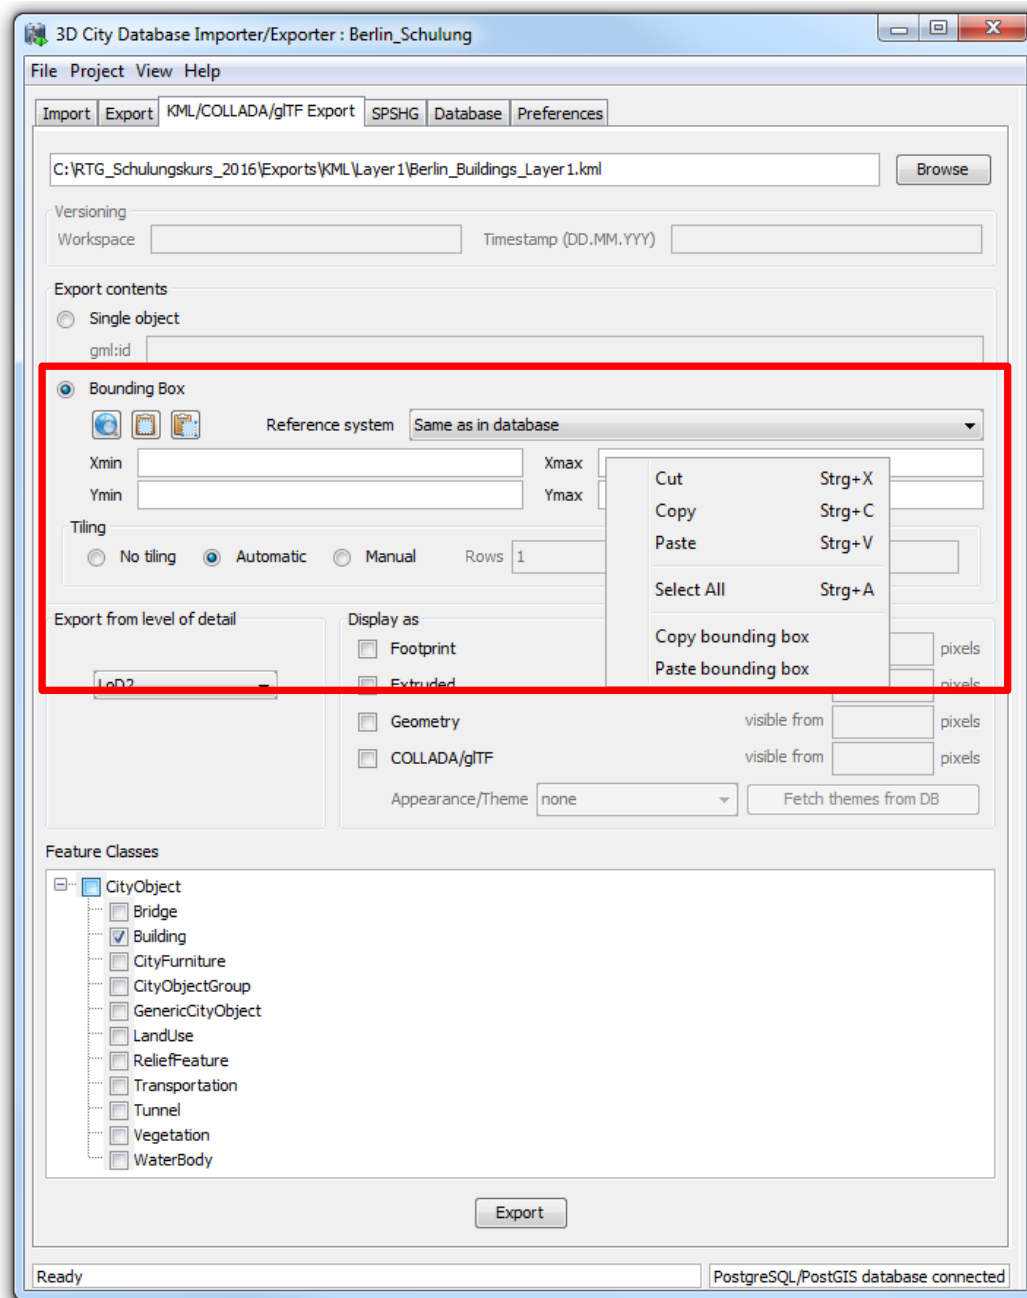 3D City Database Importer/Exporter : Berlin_Schulung
File Project View Help
Import Export KML/COLLADA/glTF Export SPSHG Database Preferences
C:\RTG_Schulungskurs_2016\Exports\KML\Layer1\Berlin_Buildings_Layer1.kml Browse
Versioning
Workspace Timestamp (DD.MM.YYY)
Export contents
Single object
gml:id
Bounding Box
Reference system Same as in database
Xmin Xmax
Ymin Ymax
Cut Strg+X
Copy Strg+C
Paste Strg+V
Select All Strg+A
Copy bounding box
Paste bounding box
Tiling
No tiling Automatic Manual Rows 1
Export from level of detail
LoD2
Display as
Footprint pixels
Extruded pixels
Geometry visible from pixels
COLLADA/glTF visible from pixels
Appearance/Theme none Fetch themes from DB
Feature Classes
CityObject
Bridge
Building
CityFurniture
CityObjectGroup
GenericCityObject
LandUse
ReliefFeature
Transportation
Tunnel
Vegetation
WaterBody
Export
Ready PostgreSQL/PostGIS database connected